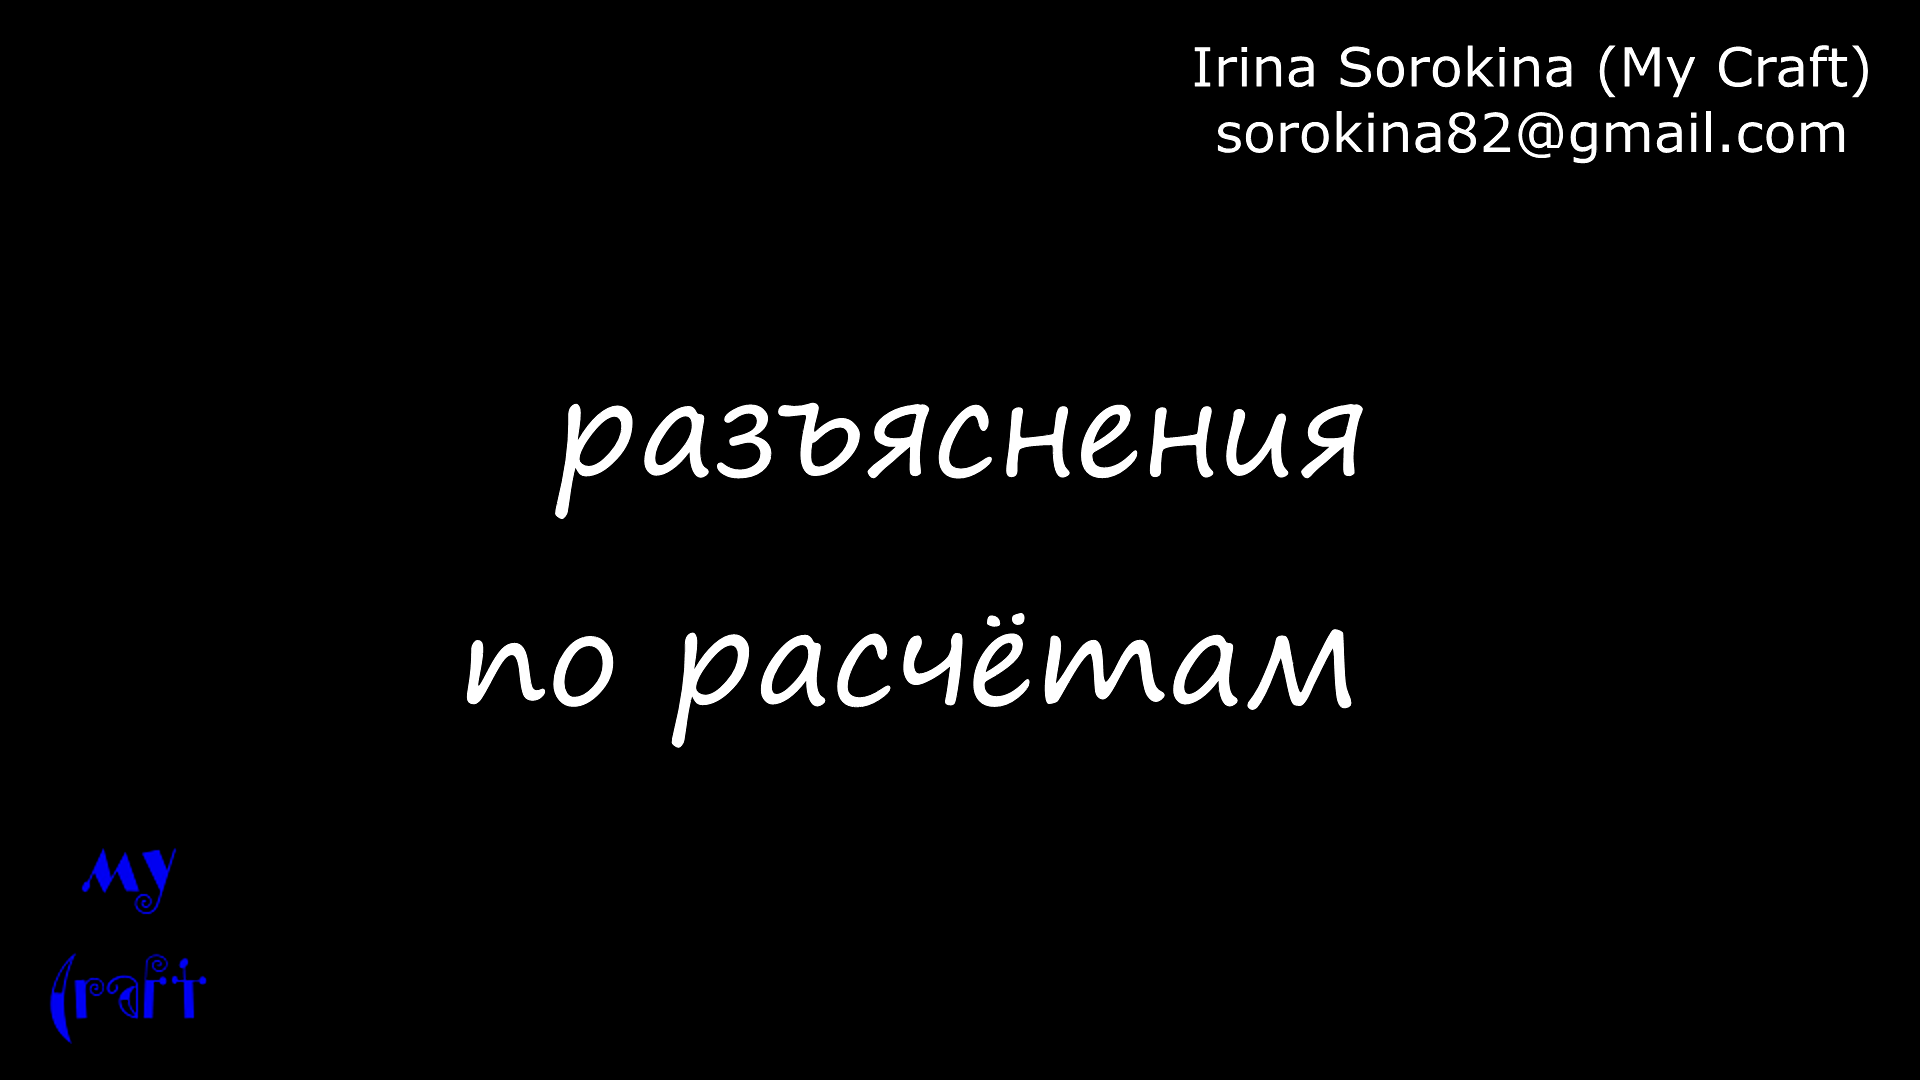 Irina Sorokina (My Craft)
sorokina82@gmail.com
разъяснения
по расчётам
My
Craft